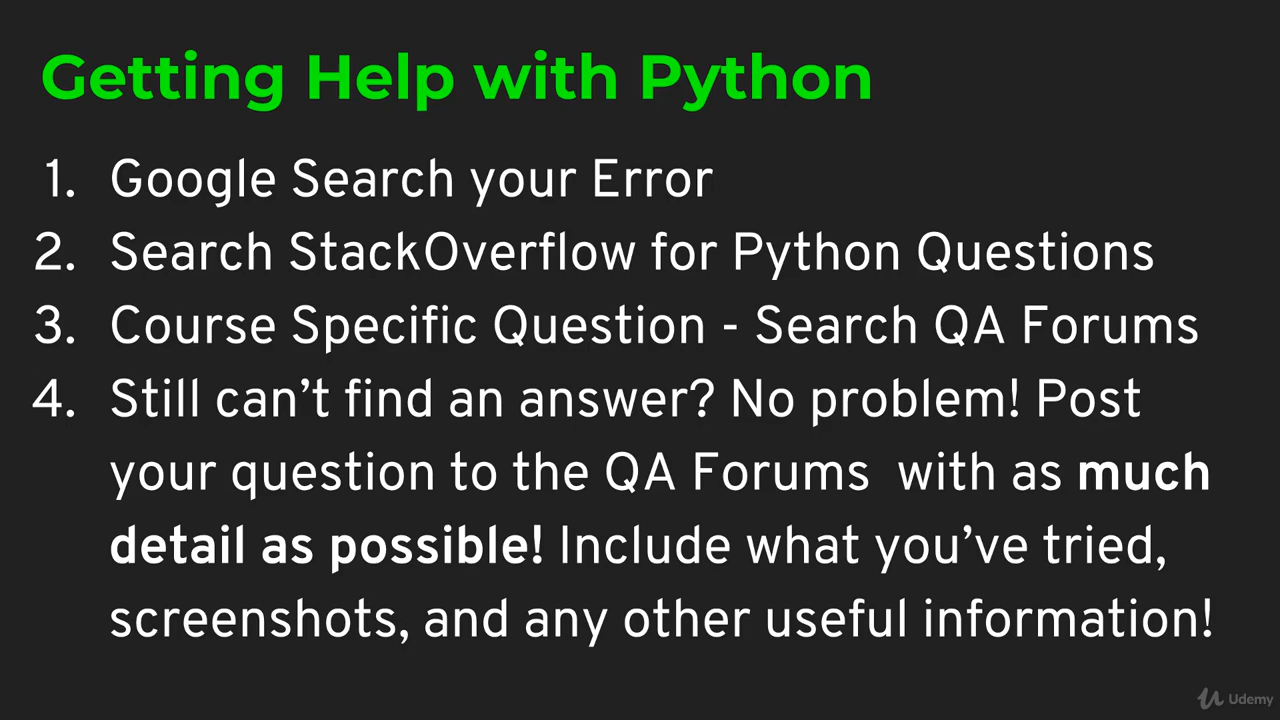 Getting Help with Python
1. Google Search your Error
2. Search StackOverflow for Python Questions
3. Course Specific Question - Search QA Forums
4. Still can’t find an answer? No problem! Post
your question to the QA Forums  with as much
detail as possible! Include what you’ve tried,
screenshots, and any other useful information!
Udemy